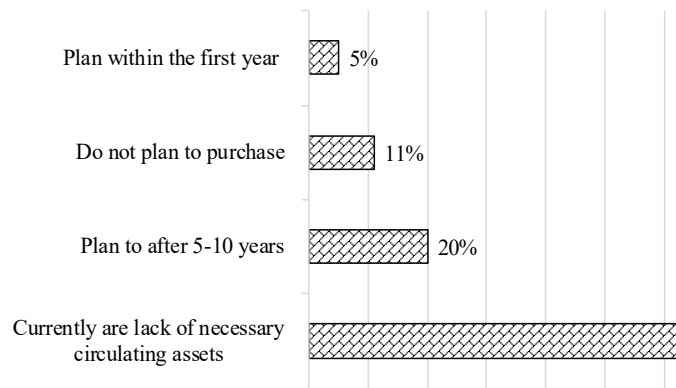 Plan within the first year
5%
Do not plan to purchase
11%
Plan to after 5-10 years
20%
Currently are lack of necessary
circulating assets